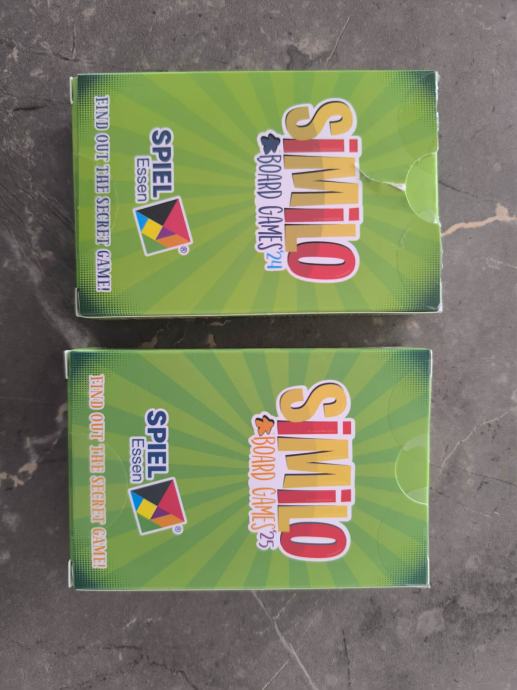 SiMiLO
BOARD GAMES '24
SPIEL
Essen
®
FIND OUT THE SECRET GAME!
SiMiLO
BOARD GAMES '25
SPIEL
Essen
®
FIND OUT THE SECRET GAME!